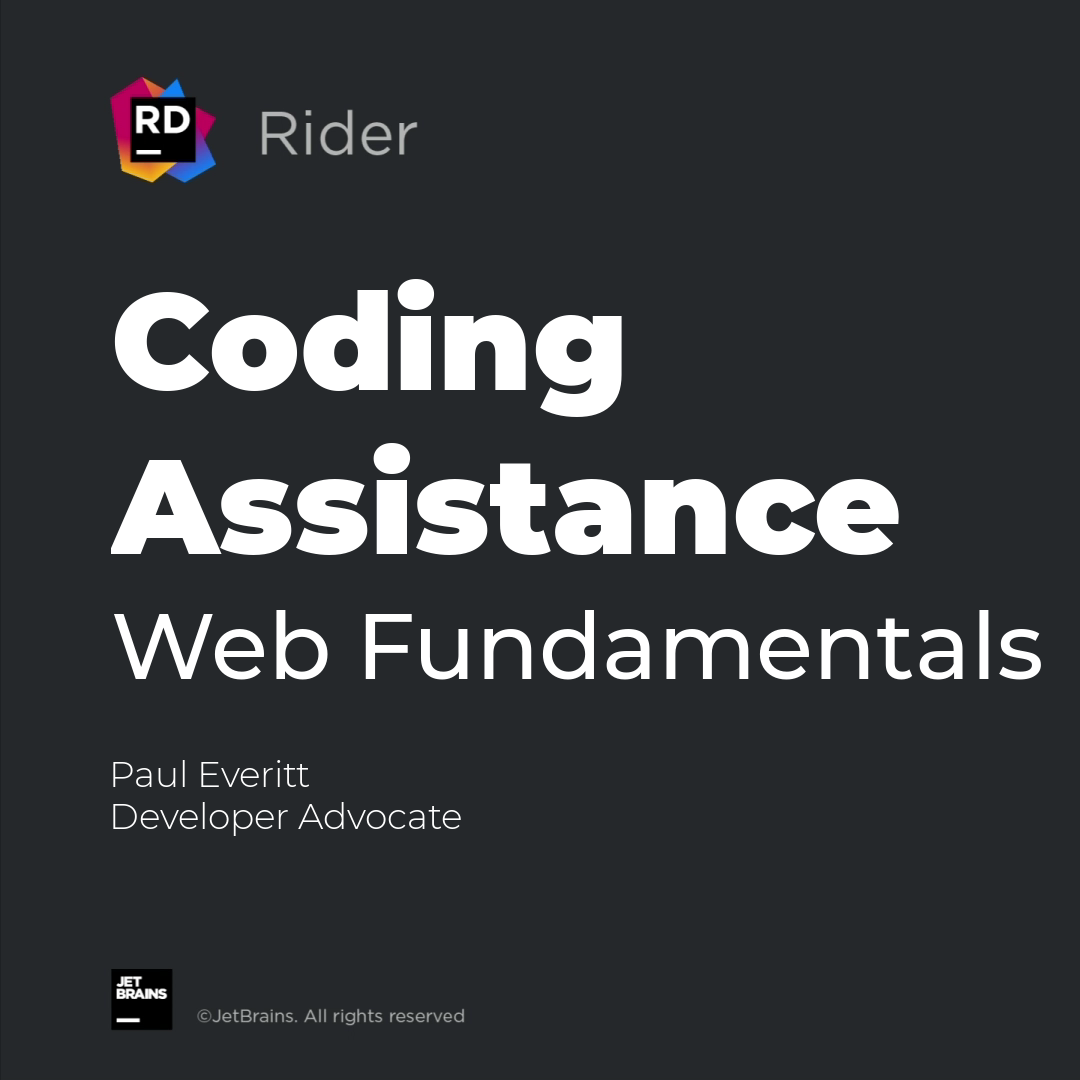 RD
Rider
Coding
Assistance
Web Fundamentals
Paul Everitt
Developer Advocate
JET
BRAINS
©JetBrains. All rights reserved